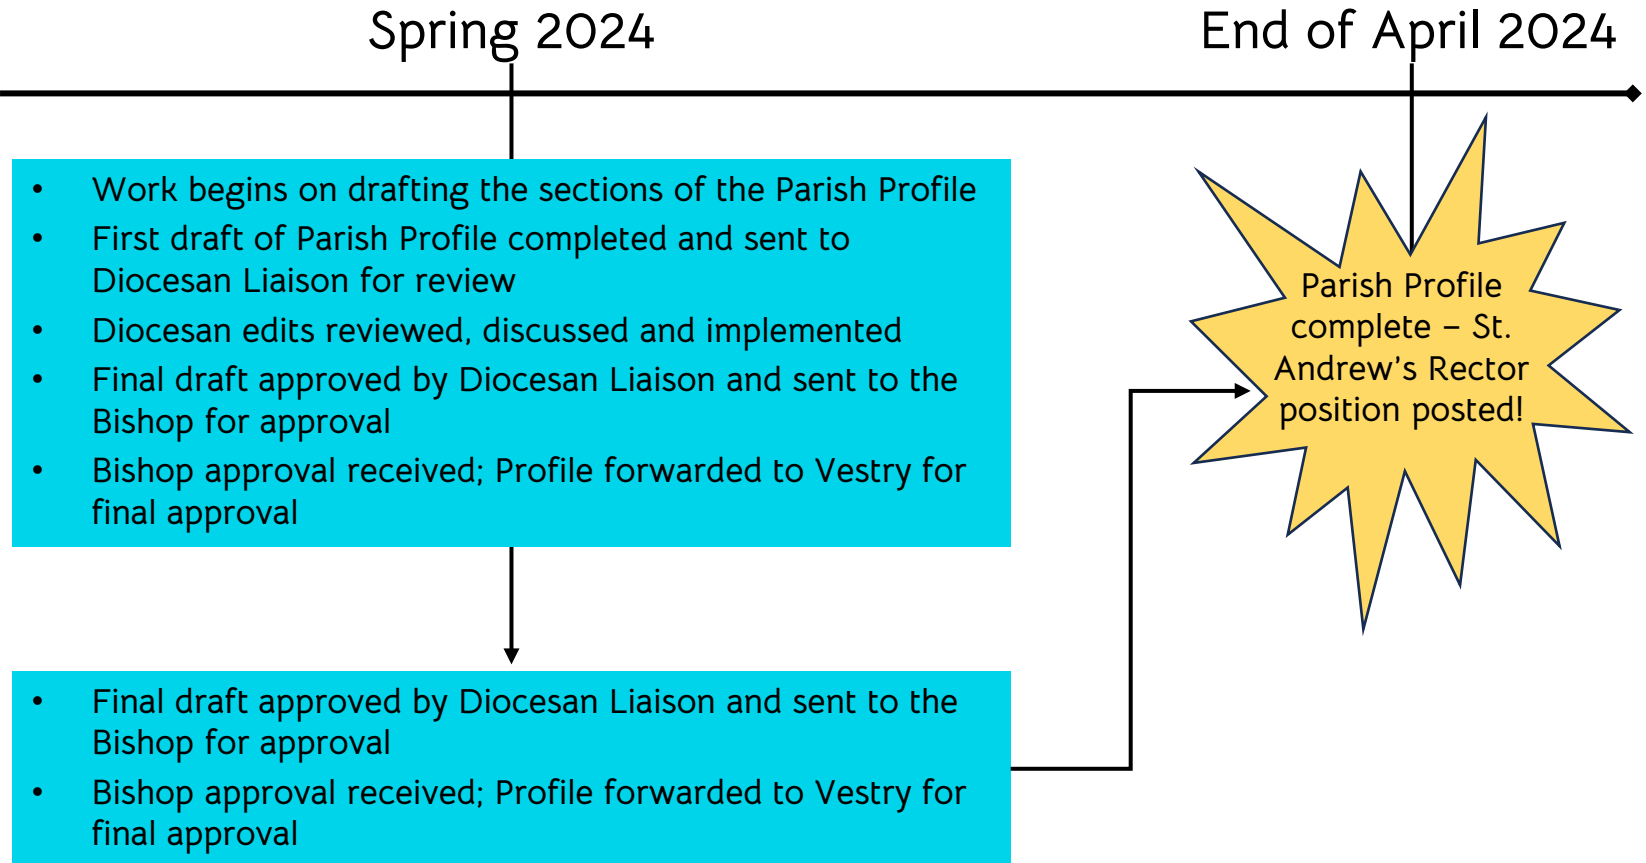 Spring 2024
End of April 2024
• Work begins on drafting the sections of the Parish Profile
• First draft of Parish Profile completed and sent to
Diocesan Liaison for review
• Diocesan edits reviewed, discussed and implemented
• Final draft approved by Diocesan Liaison and sent to the
Bishop for approval
• Bishop approval received; Profile forwarded to Vestry for
final approval
Parish Profile
complete – St.
Andrew's Rector
position posted!
• Final draft approved by Diocesan Liaison and sent to the
Bishop for approval
• Bishop approval received; Profile forwarded to Vestry for
final approval